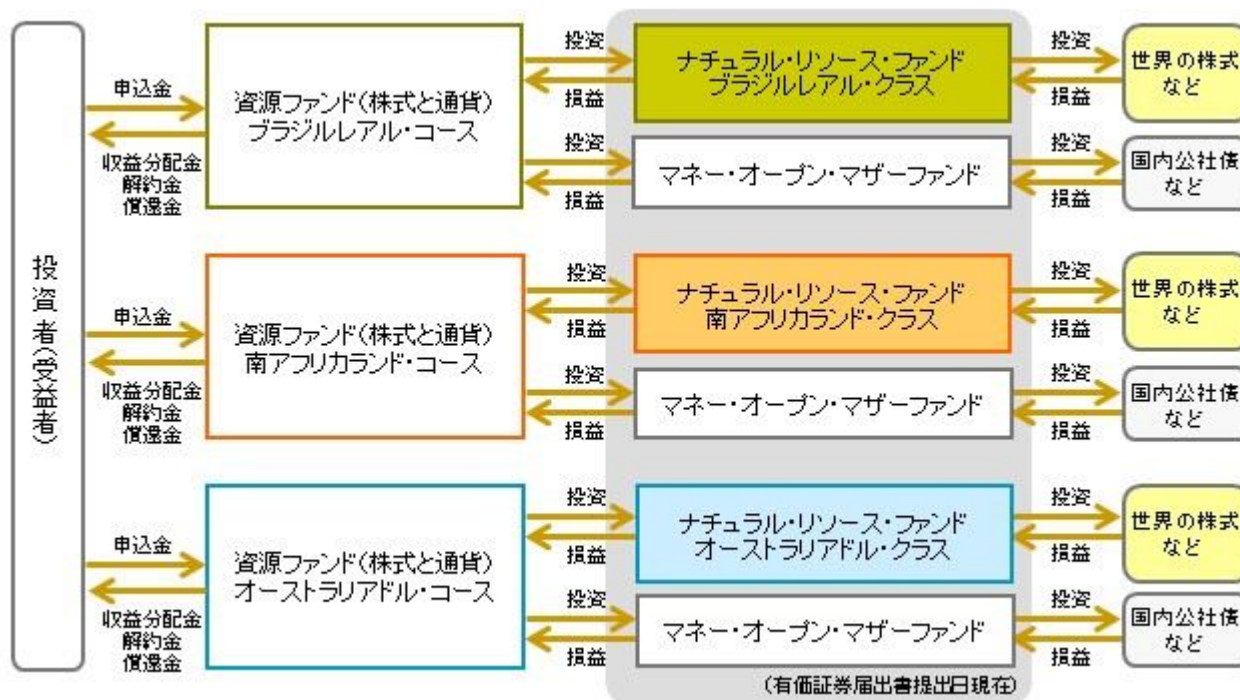 投資者(受益者)
申込金
収益分配金
解約金
償還金
資源ファンド(株式と通貨)
ブラジルレアル・コース
投資
損益
ナチュラル・リソース・ファンド
ブラジルレアル・クラス
投資
損益
世界の株式
など
投資
損益
マネー・オープン・マザーファンド
投資
損益
国内公社債
など
申込金
収益分配金
解約金
償還金
資源ファンド(株式と通貨)
南アフリカランド・コース
投資
損益
ナチュラル・リソース・ファンド
南アフリカランド・クラス
投資
損益
世界の株式
など
投資
損益
マネー・オープン・マザーファンド
投資
損益
国内公社債
など
申込金
収益分配金
解約金
償還金
資源ファンド(株式と通貨)
オーストラリアドル・コース
投資
損益
ナチュラル・リソース・ファンド
オーストラリアドル・クラス
投資
損益
世界の株式
など
投資
損益
マネー・オープン・マザーファンド
投資
損益
国内公社債
など
(有価証券届出書提出日現在)